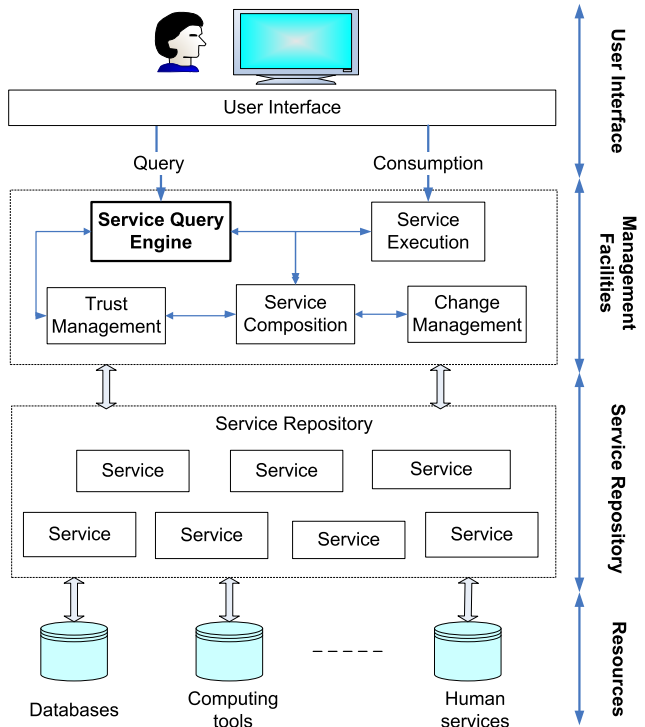 User Interface
Query
Consumption
Service Query
Engine
Service
Execution
Trust
Management
Service
Composition
Change
Management
Service Repository
Service
Service
Service
Service
Service
Service
Service
Databases
Computing
tools
Human
services
User Interface
Management
Facilities
Service Repository
Resources